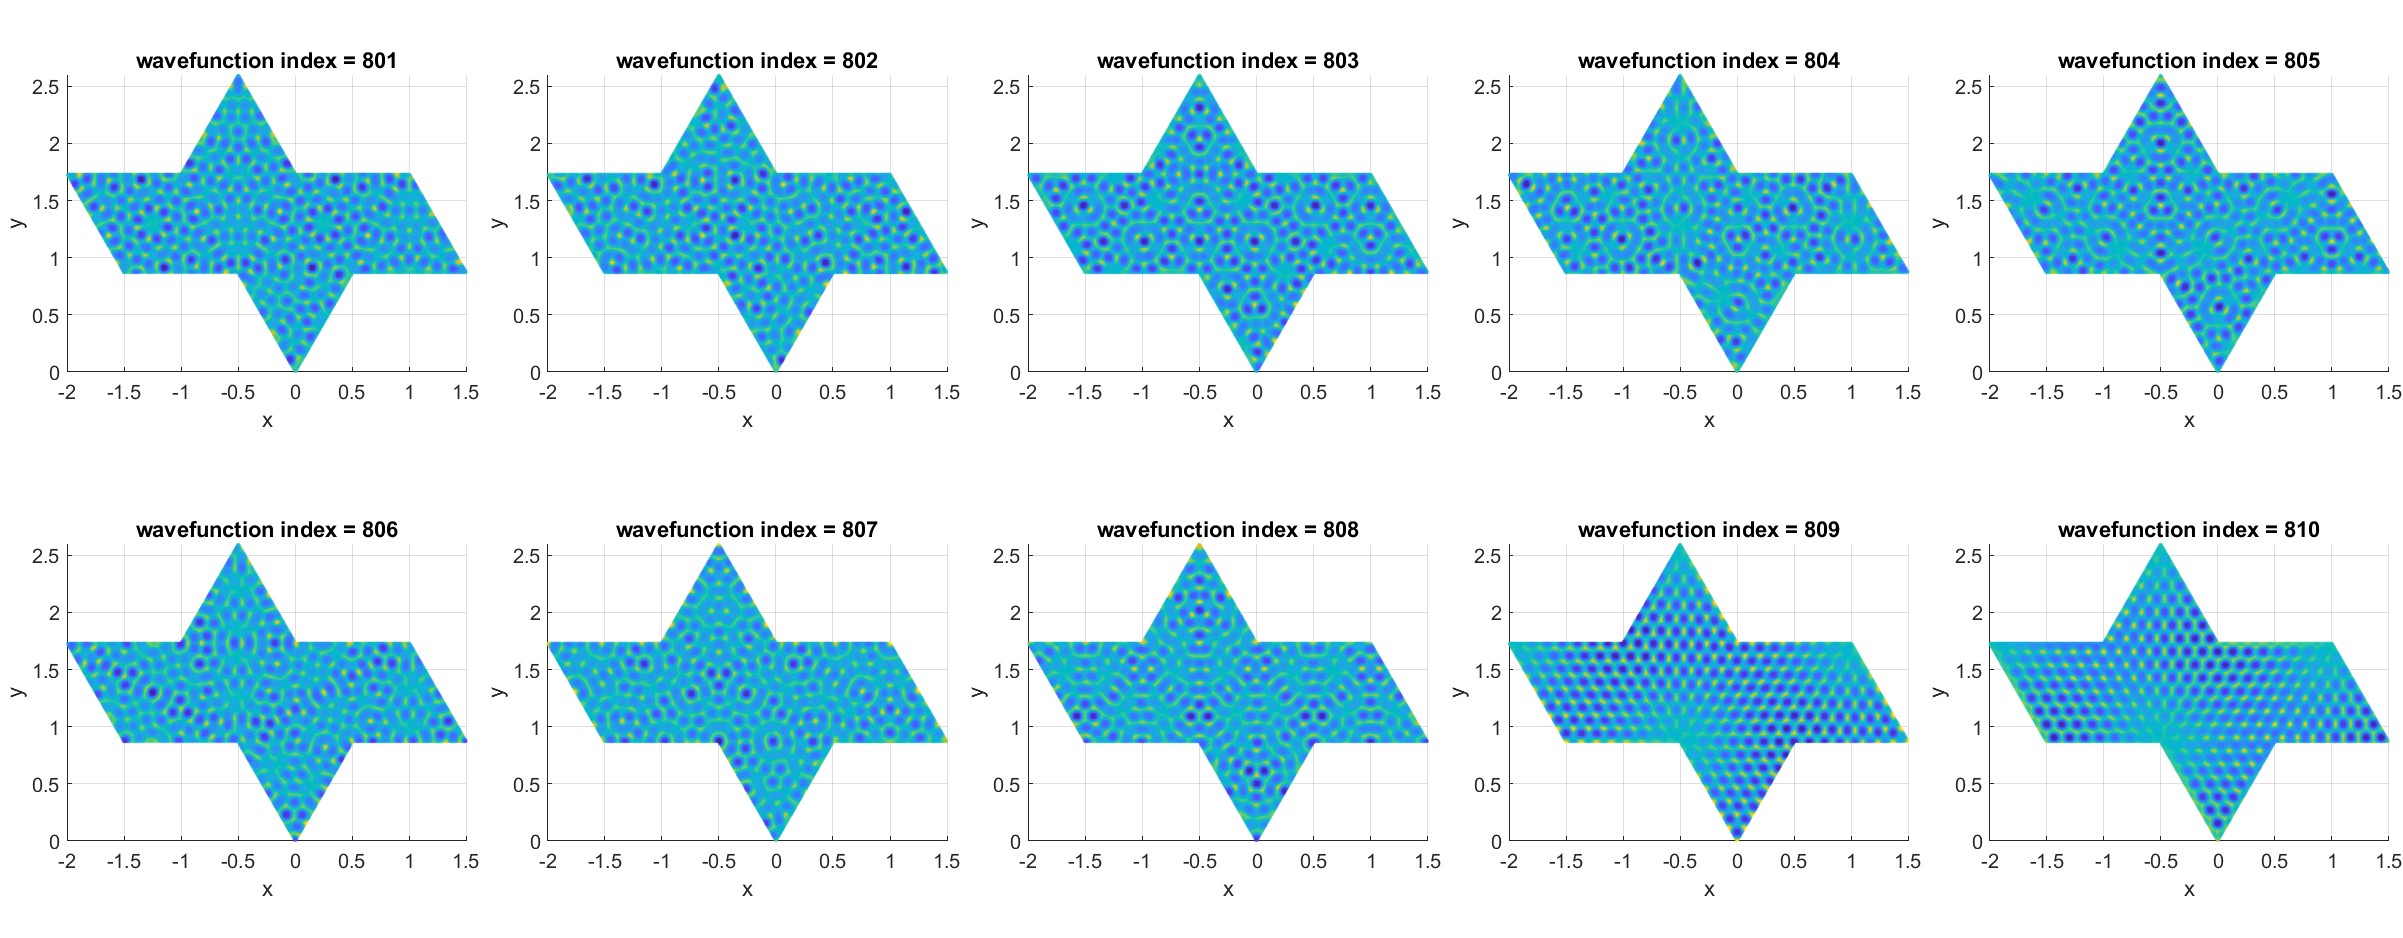 wavefunction index = 801
wavefunction index = 802
wavefunction index = 803
wavefunction index = 804
wavefunction index = 805
2.5 2.5 2.5 2.5 2.5
2 2 2 2 2
1.5 1.5 1.5 1.5 1.5
y y y y y
1 1 1 1 1
0.5 0.5 0.5 0.5 0.5
0 0 0 0 0
-2 -1.5 -1 -0.5 0 0.5 1 1.5
-2 -1.5 -1 -0.5 0 0.5 1 1.5
-2 -1.5 -1 -0.5 0 0.5 1 1.5
-2 -1.5 -1 -0.5 0 0.5 1 1.5
-2 -1.5 -1 -0.5 0 0.5 1 1.5
x x x x x
wavefunction index = 806
wavefunction index = 807
wavefunction index = 808
wavefunction index = 809
wavefunction index = 810
2.5 2.5 2.5 2.5 2.5
2 2 2 2 2
1.5 1.5 1.5 1.5 1.5
y y y y y
1 1 1 1 1
0.5 0.5 0.5 0.5 0.5
0 0 0 0 0
-2 -1.5 -1 -0.5 0 0.5 1 1.5
-2 -1.5 -1 -0.5 0 0.5 1 1.5
-2 -1.5 -1 -0.5 0 0.5 1 1.5
-2 -1.5 -1 -0.5 0 0.5 1 1.5
-2 -1.5 -1 -0.5 0 0.5 1 1.5
x x x x x